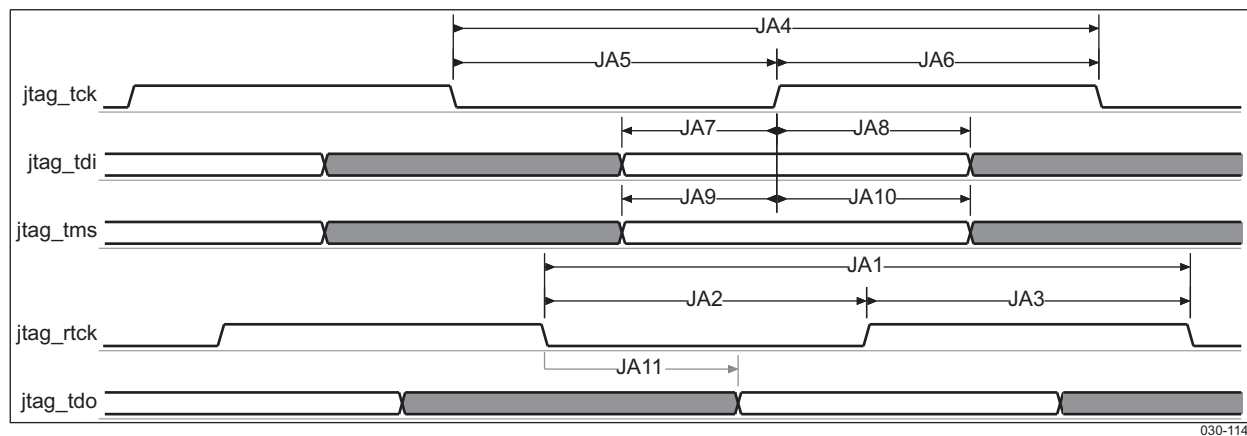 JA4
JA5 JA6
jtag_tck
JA7 JA8
jtag_tdi
JA9 JA10
jtag_tms
JA1
JA2 JA3
jtag_rtck
JA11
jtag_tdo
030-114